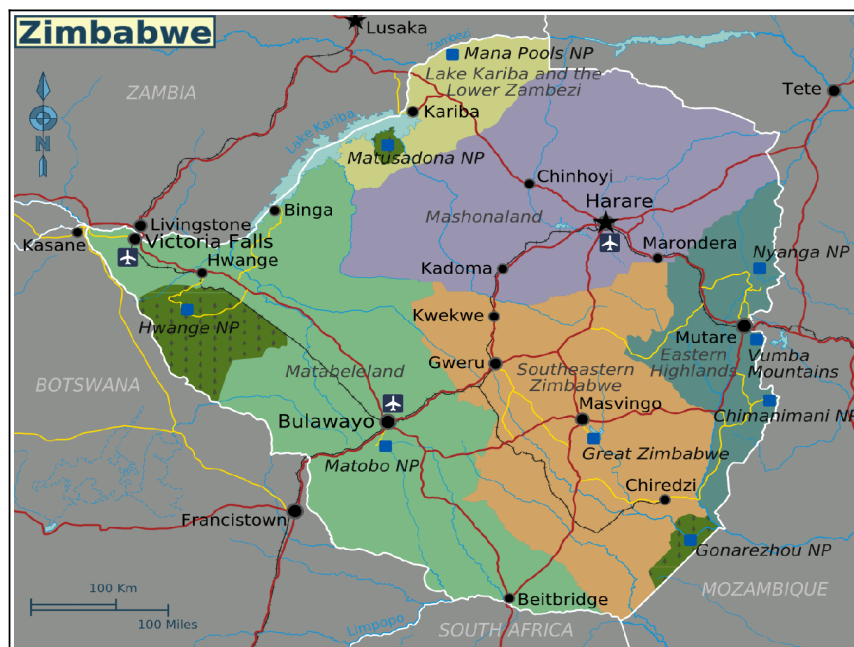 Zimbabwe
Lusaka
Zambezi
Mana Pools NP
Lake Kariba and the
Lower Zambezi
ZAMBIA
Tete
N
Kariba
Lake Kariba
Matusadona NP
Chinhoyi
Harare
Mashonaland
Binga
Livingstone
Kasane
Victoria Falls
Hwange
Marondera
Nyanga NP
Kadoma
Hwange NP
Kwekwe
Mutare
Vumba
Mountains
Eastern
Highlands
Gweru
Southeastern
Zimbabwe
Matabeleland
BOTSWANA
Masvingo
Chimanimani NP
Bulawayo
Matobo NP
Great Zimbabwe
Chiredzi
Francistown
Gonarezhou NP
100 Km
100 Miles
Beitbridge
MOZAMBIQUE
Limpopo
SOUTH AFRICA